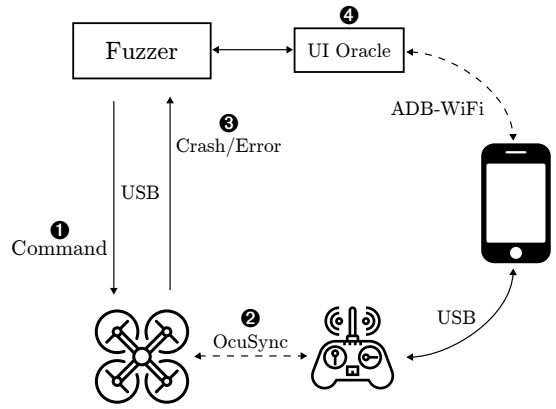 ❹
Fuzzer
UI Oracle
ADB-WiFi
❸
Crash/Error
USB
❶
Command
❷
OcuSync
USB